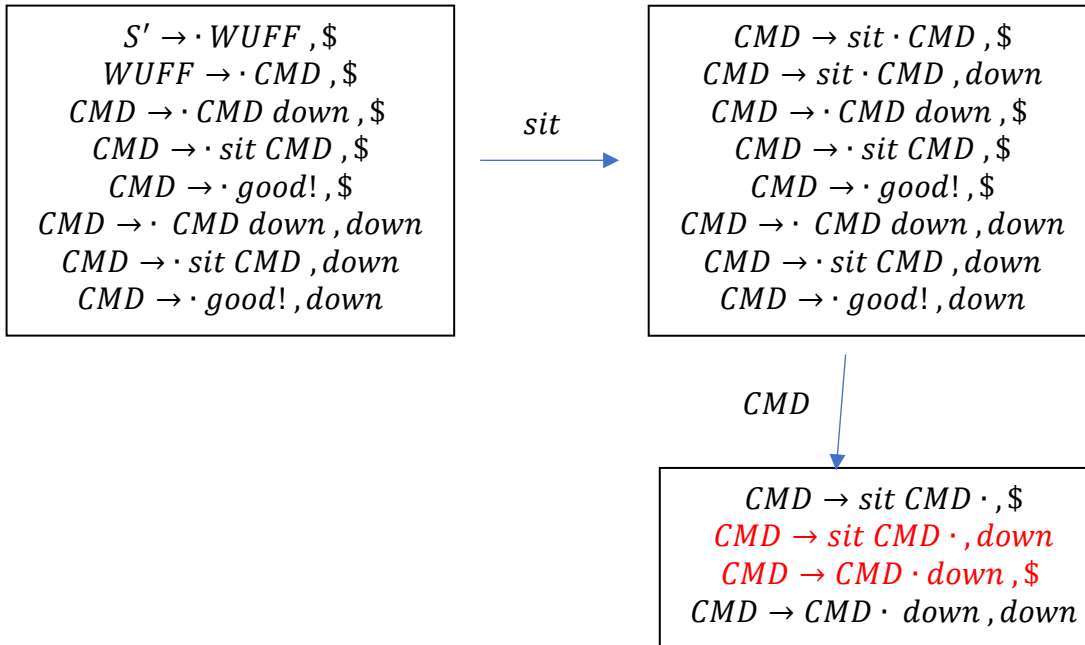 S′ → · WUFF , $
WUFF → · CMD , $
CMD → · CMD down , $
CMD → · sit CMD , $
CMD → · good! , $
CMD → · CMD down , down
CMD → · sit CMD , down
CMD → · good! , down
sit
CMD → sit · CMD , $
CMD → sit · CMD , down
CMD → · CMD down , $
CMD → · sit CMD , $
CMD → · good! , $
CMD → · CMD down , down
CMD → · sit CMD , down
CMD → · good! , down
CMD
CMD → sit CMD · , $
CMD → sit CMD · , down
CMD → CMD · down , $
CMD → CMD · down , down